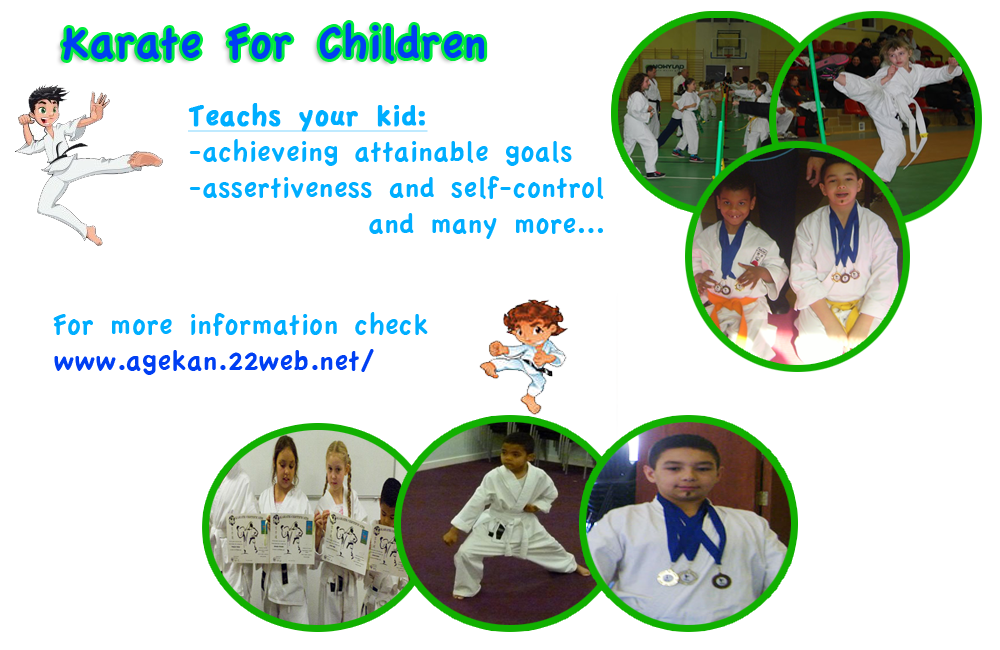 Karate For Children
Teachs your kid:
-achieveing attainable goals
-assertiveness and self-control
and many more...
For more information check
www.agekan.22web.net/